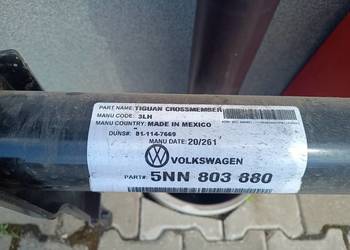 PART NAME: TIGUAN CROSSMEMBER
MANU CODE: 3LH
MANU COUNTRY: MADE IN MEXICO
DUNS#: 81-114-7669
MANU DATE: 20/261
VOLKSWAGEN
PART#: 5NN 803 880